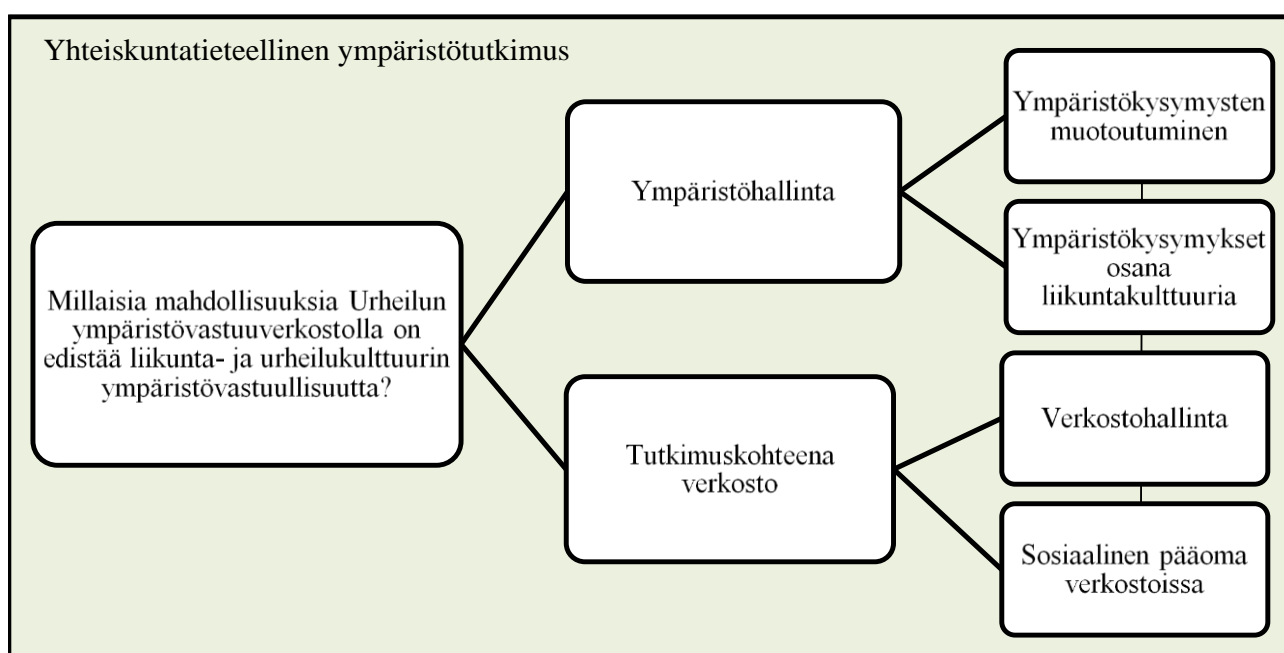 Yhteiskuntatieteellinen ympäristötutkimus
Millaisia mahdollisuuksia Urheilun
ympäristövastuuverkostolla on
edistää liikunta- ja urheilukulttuurin
ympäristövastuullisuutta?
Ympäristöhallinta
Ympäristökysymysten
muotoutuminen
Ympäristökysymykset
osana
liikuntakulttuuria
Tutkimuskohteena
verkosto
Verkostohallinta
Sosiaalinen pääoma
verkostoissa